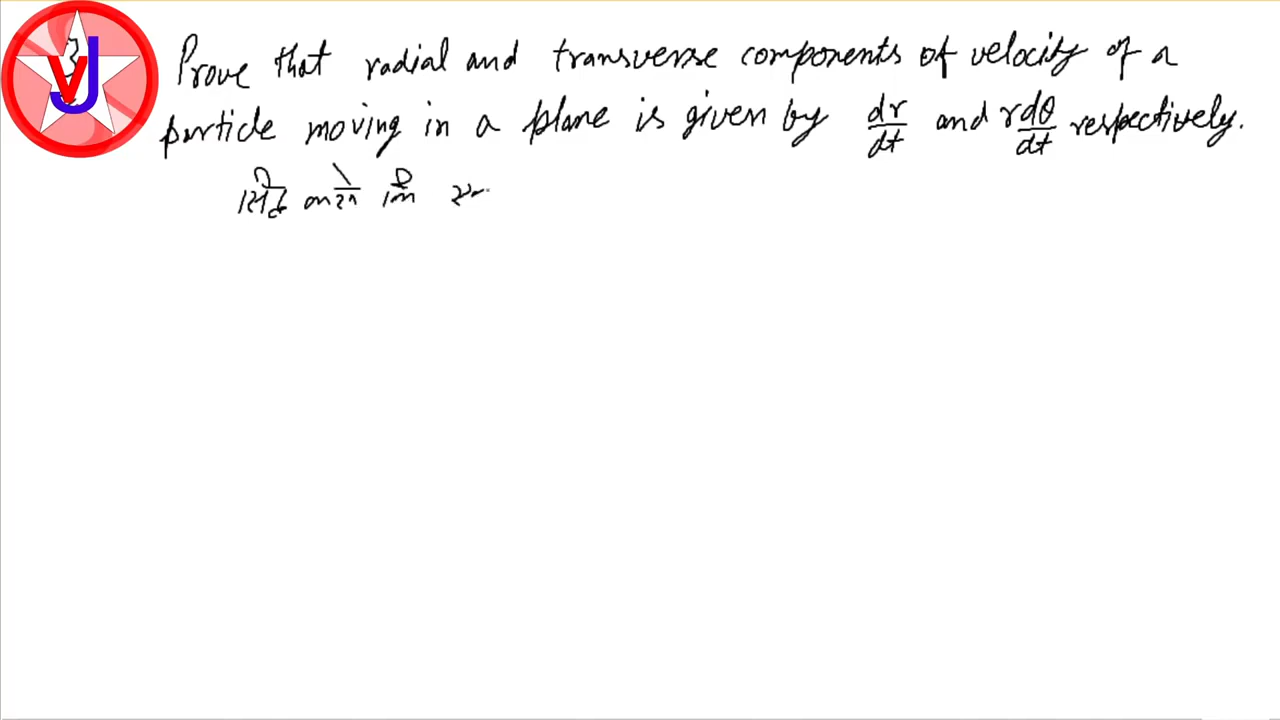 VJ
Prove that radial and transverse components of velocity of a
particle moving in a plane is given by dr/dt and r dθ/dt respectively.